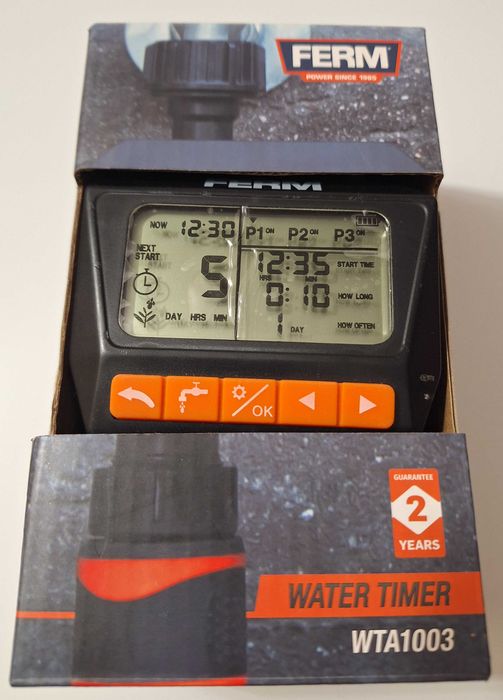 FERM
POWER SINCE 1965
FERM
NOW 12:30 P1 ON P2 ON P3 ON
NEXT
START
START
5
DAY HRS MIN
12:35 START TIME
HRS MIN
0:10 HOW LONG
1 DAY HOW OFTEN
OK
GUARANTEE
2
YEARS
WATER TIMER
WTA1003